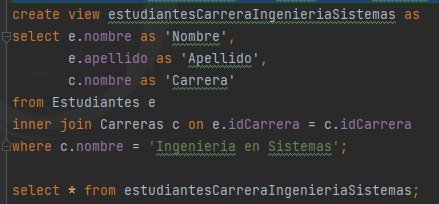 create view estudiantesCarreraIngenieriaSistemas as
select e.nombre as 'Nombre',
e.apellido as 'Apellido',
c.nombre as 'Carrera'
from Estudiantes e
inner join Carreras c on e.idCarrera = c.idCarrera
where c.nombre = 'Ingenieria en Sistemas';
select * from estudiantesCarreraIngenieriaSistemas;